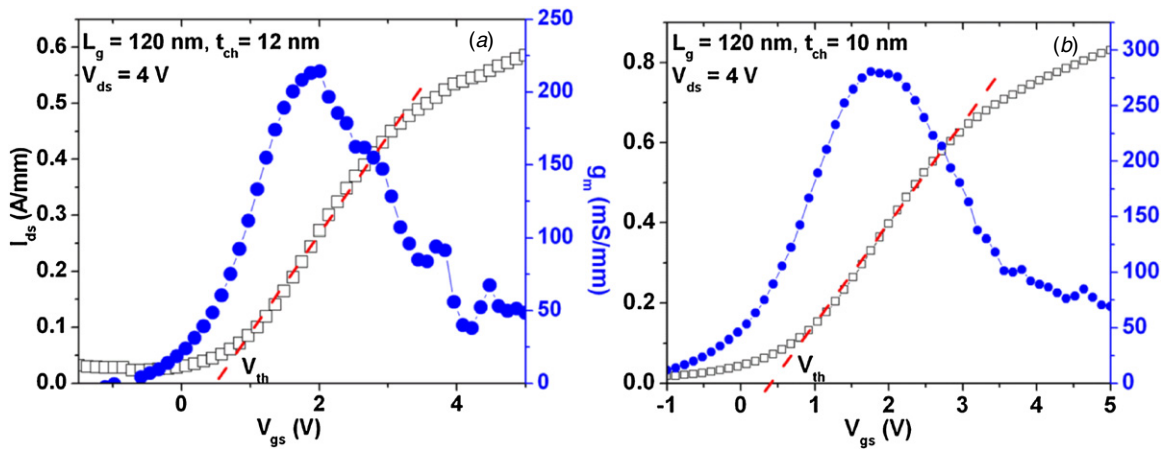 (a)
L_g = 120 nm, t_ch = 12 nm
V_ds = 4 V
I_ds (A/mm)
0.6
0.5
0.4
0.3
0.2
0.1
0.0
V_th
0 2 4
V_gs (V)
250
200
150
100
50
0
g_m (mS/mm)
(b)
L_g = 120 nm, t_ch = 10 nm
V_ds = 4 V
0.8
0.6
0.4
0.2
0.0
V_th
-1 0 1 2 3 4 5
V_gs (V)
300
250
200
150
100
50
0
g_m (mS/mm)